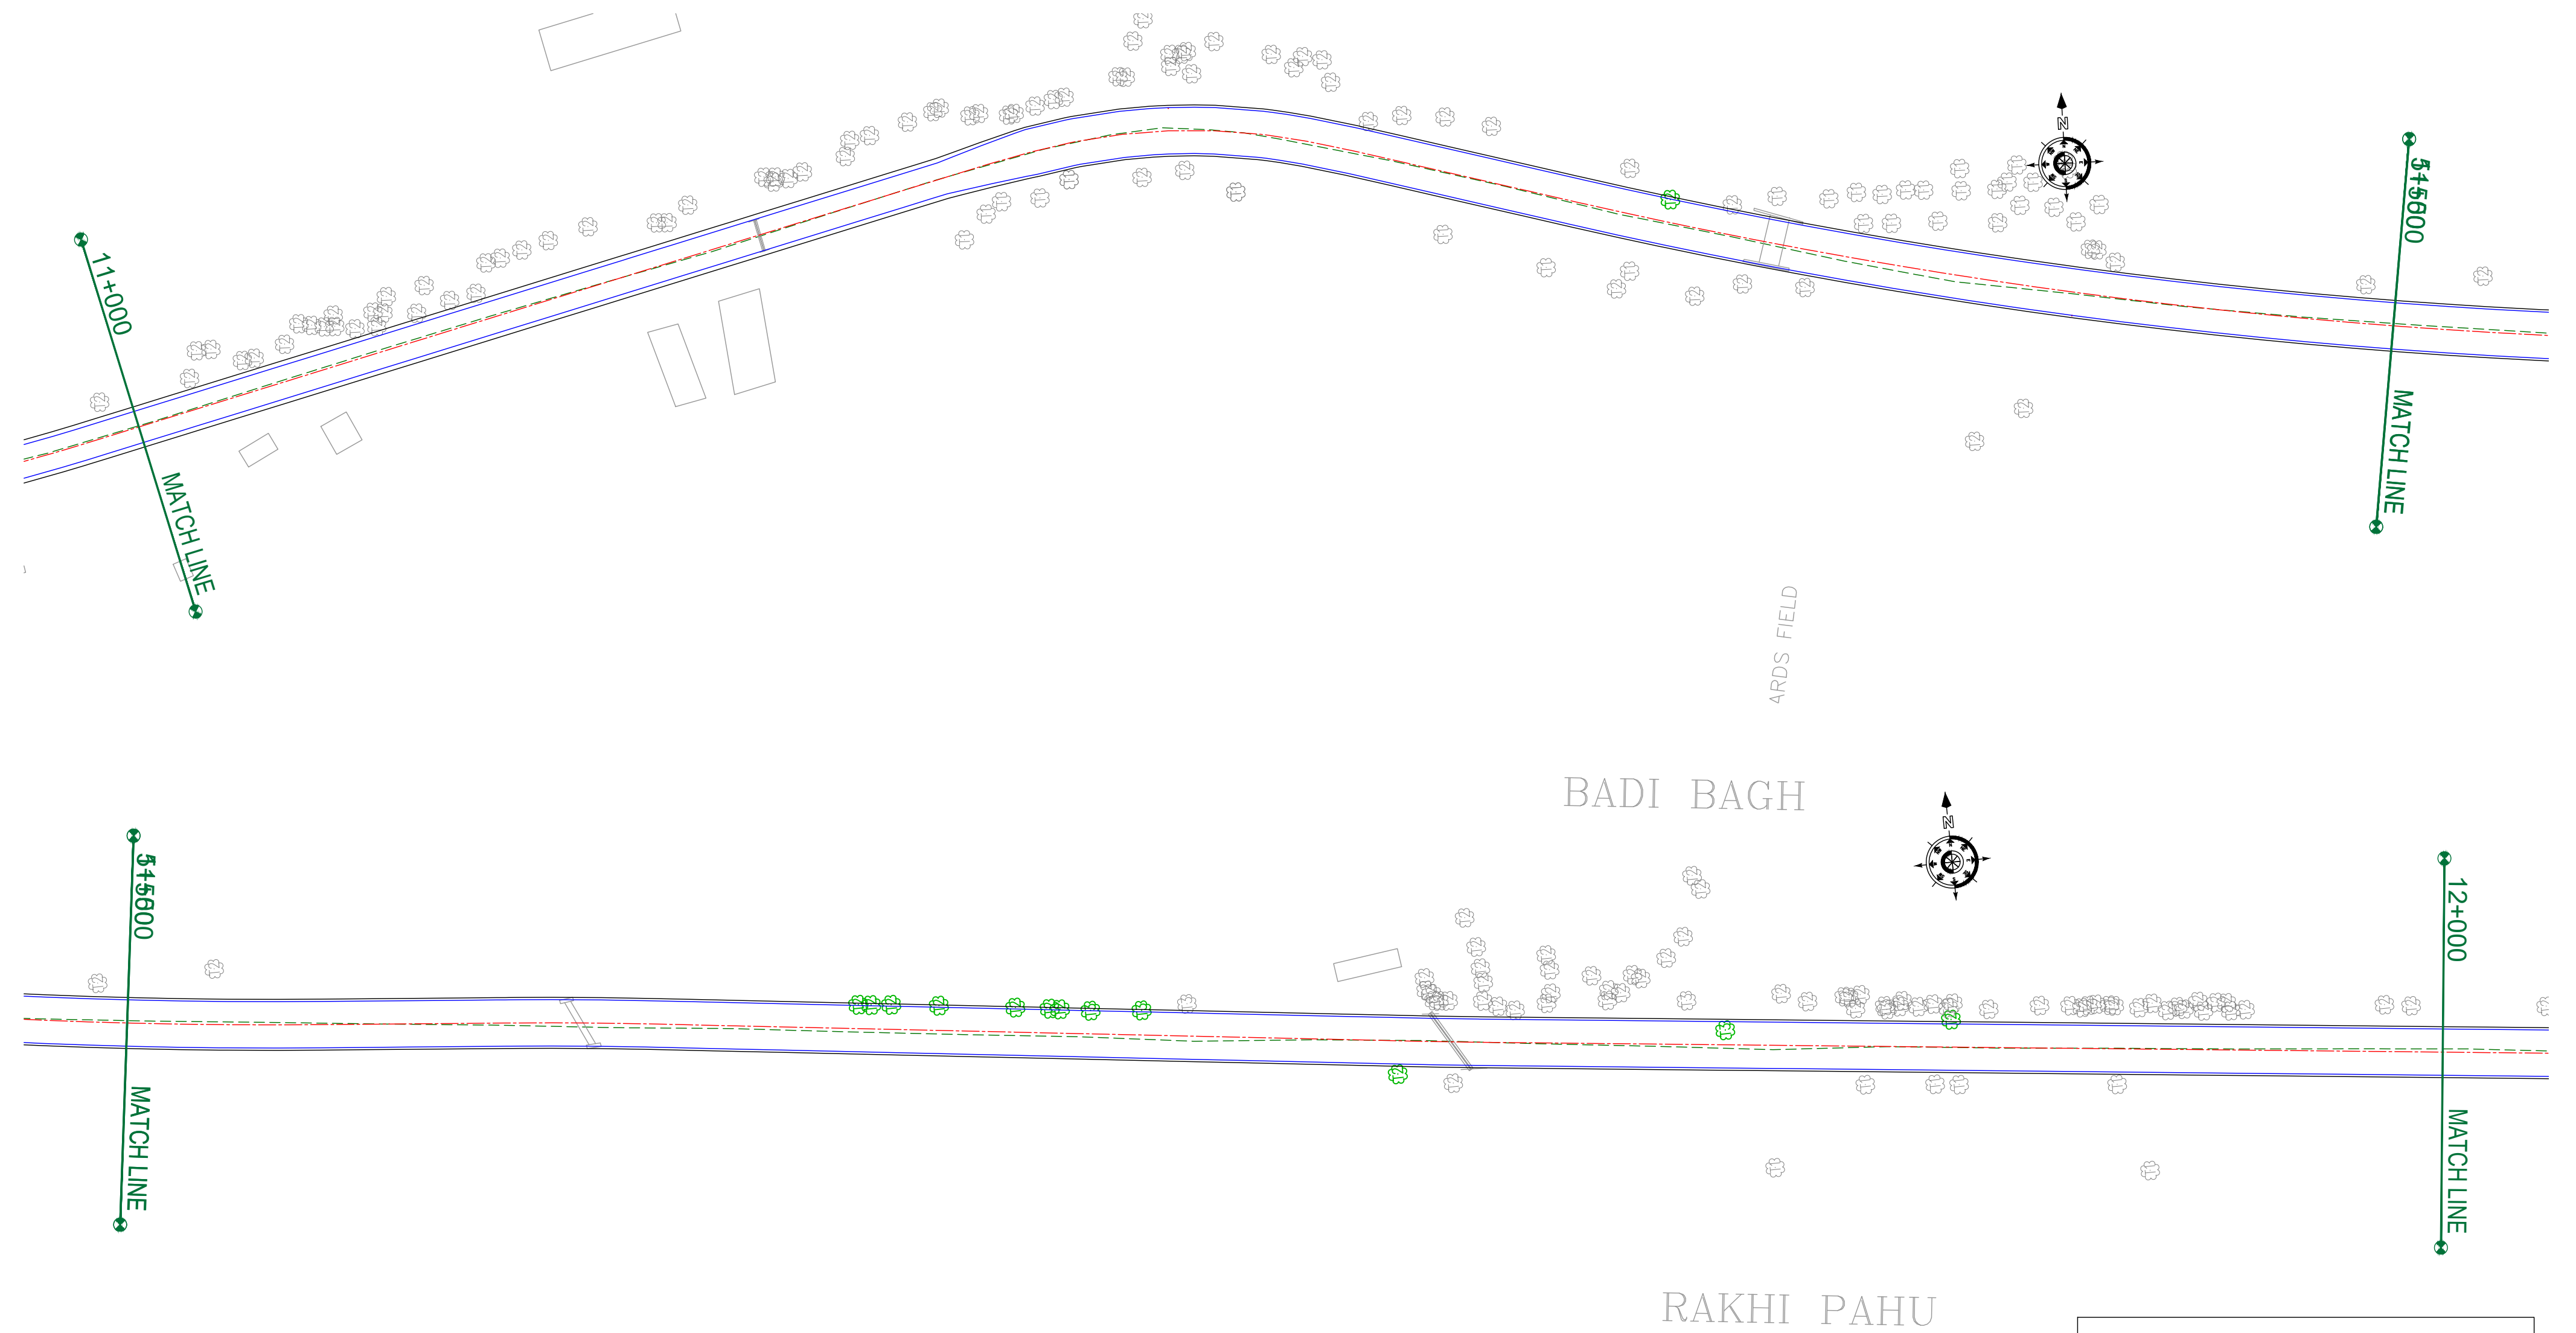 N
11+000
MATCH LINE
MATCH LINE
ARDS FIELD
BADI BAGH
N
12+000
MATCH LINE
MATCH LINE
RAKHI PAHU